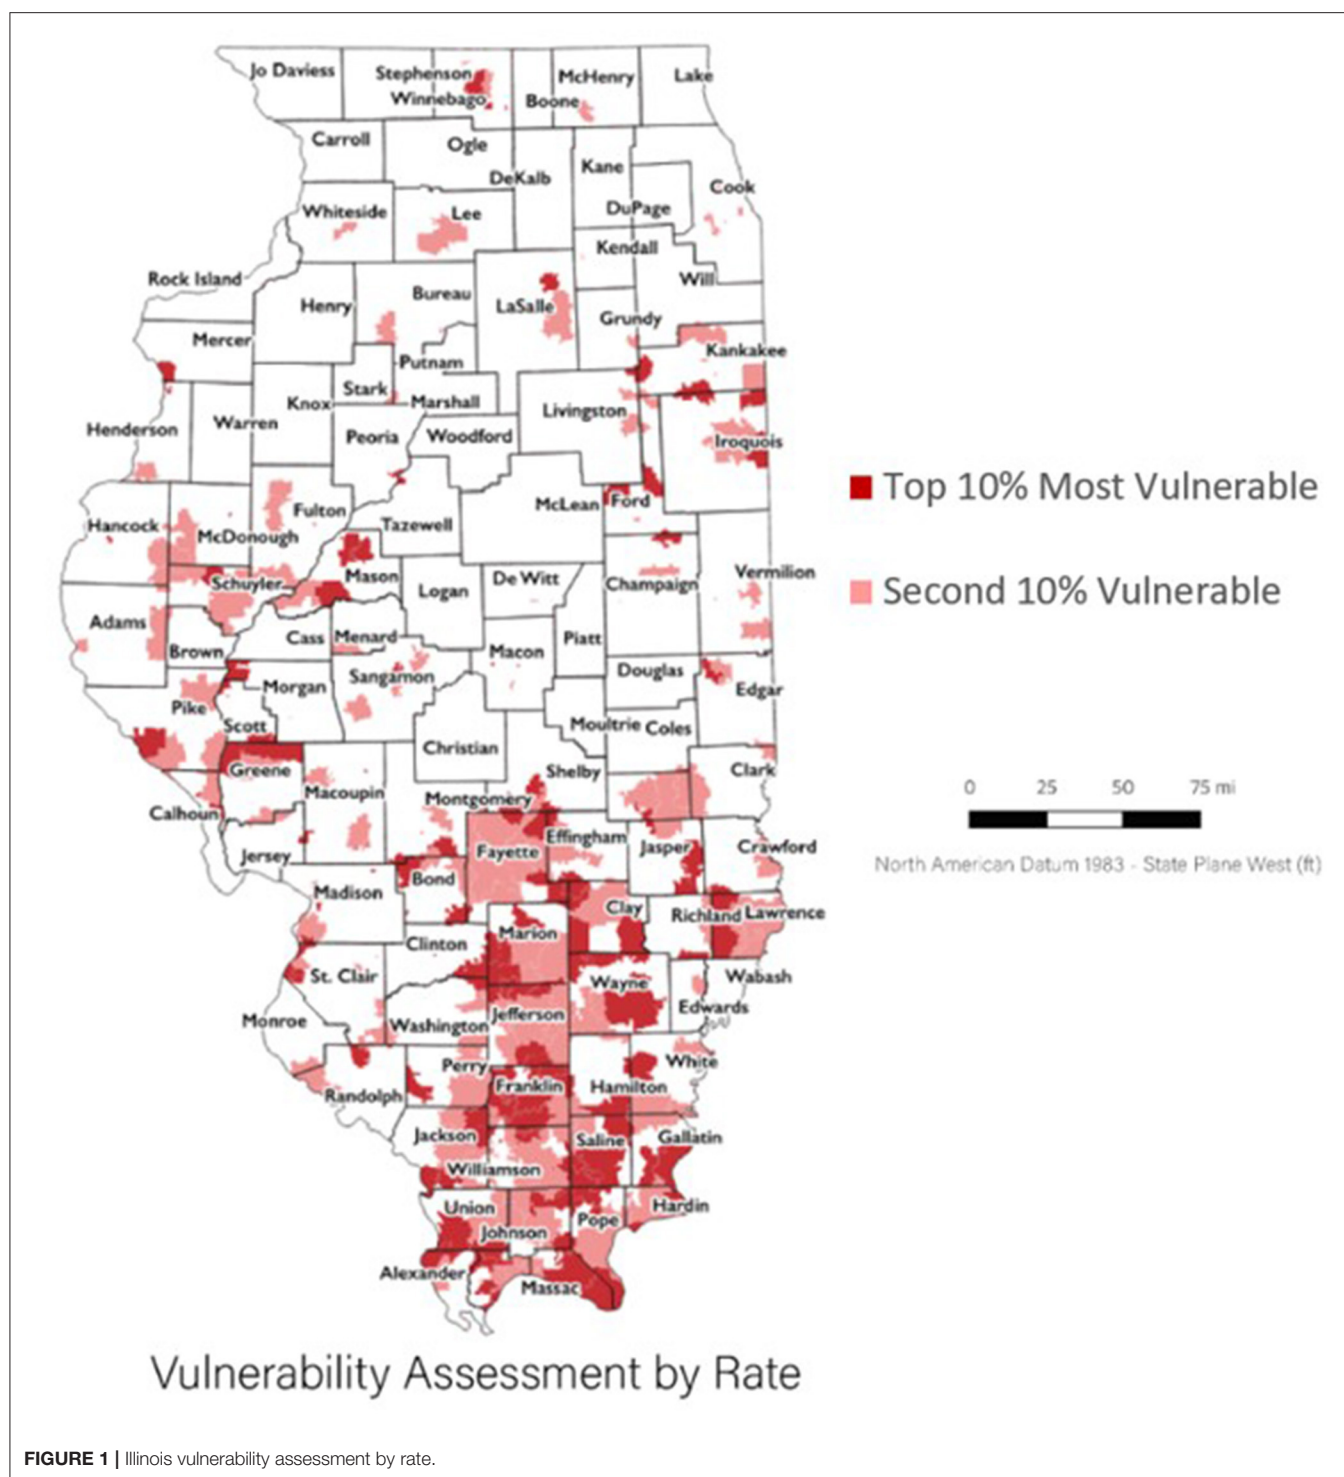 Jo Daviess
Stephenson
Winnebago
Boone
McHenry
Lake
Carroll
Ogle
DeKalb
Kane
Cook
Whiteside
Lee
DuPage
Kendall
Will
Rock Island
Henry
Bureau
LaSalle
Grundy
Mercer
Putnam
Kankakee
Stark
Knox
Marshall
Livingston
Henderson
Warren
Peoria
Woodford
Iroquois
Hancock
McDonough
Fulton
Tazewell
McLean
Ford
Schuyler
Mason
Logan
De Witt
Champaign
Vermilion
Adams
Brown
Cass
Menard
Macon
Piatt
Douglas
Edgar
Pike
Morgan
Sangamon
Scott
Christian
Moultrie
Coles
Greene
Macoupin
Shelby
Clark
Calhoun
Montgomery
Jersey
Fayette
Effingham
Jasper
Crawford
Madison
Bond
Clay
Richland
Lawrence
Clinton
Marion
St. Clair
Wayne
Wabash
Edwards
Monroe
Washington
Jefferson
Perry
White
Randolph
Franklin
Hamilton
Jackson
Saline
Gallatin
Williamson
Union
Johnson
Pope
Hardin
Alexander
Massac
Top 10% Most Vulnerable
Second 10% Vulnerable
0 25 50 75 mi
North American Datum 1983 - State Plane West (ft)
Vulnerability Assessment by Rate
FIGURE 1 | Illinois vulnerability assessment by rate.